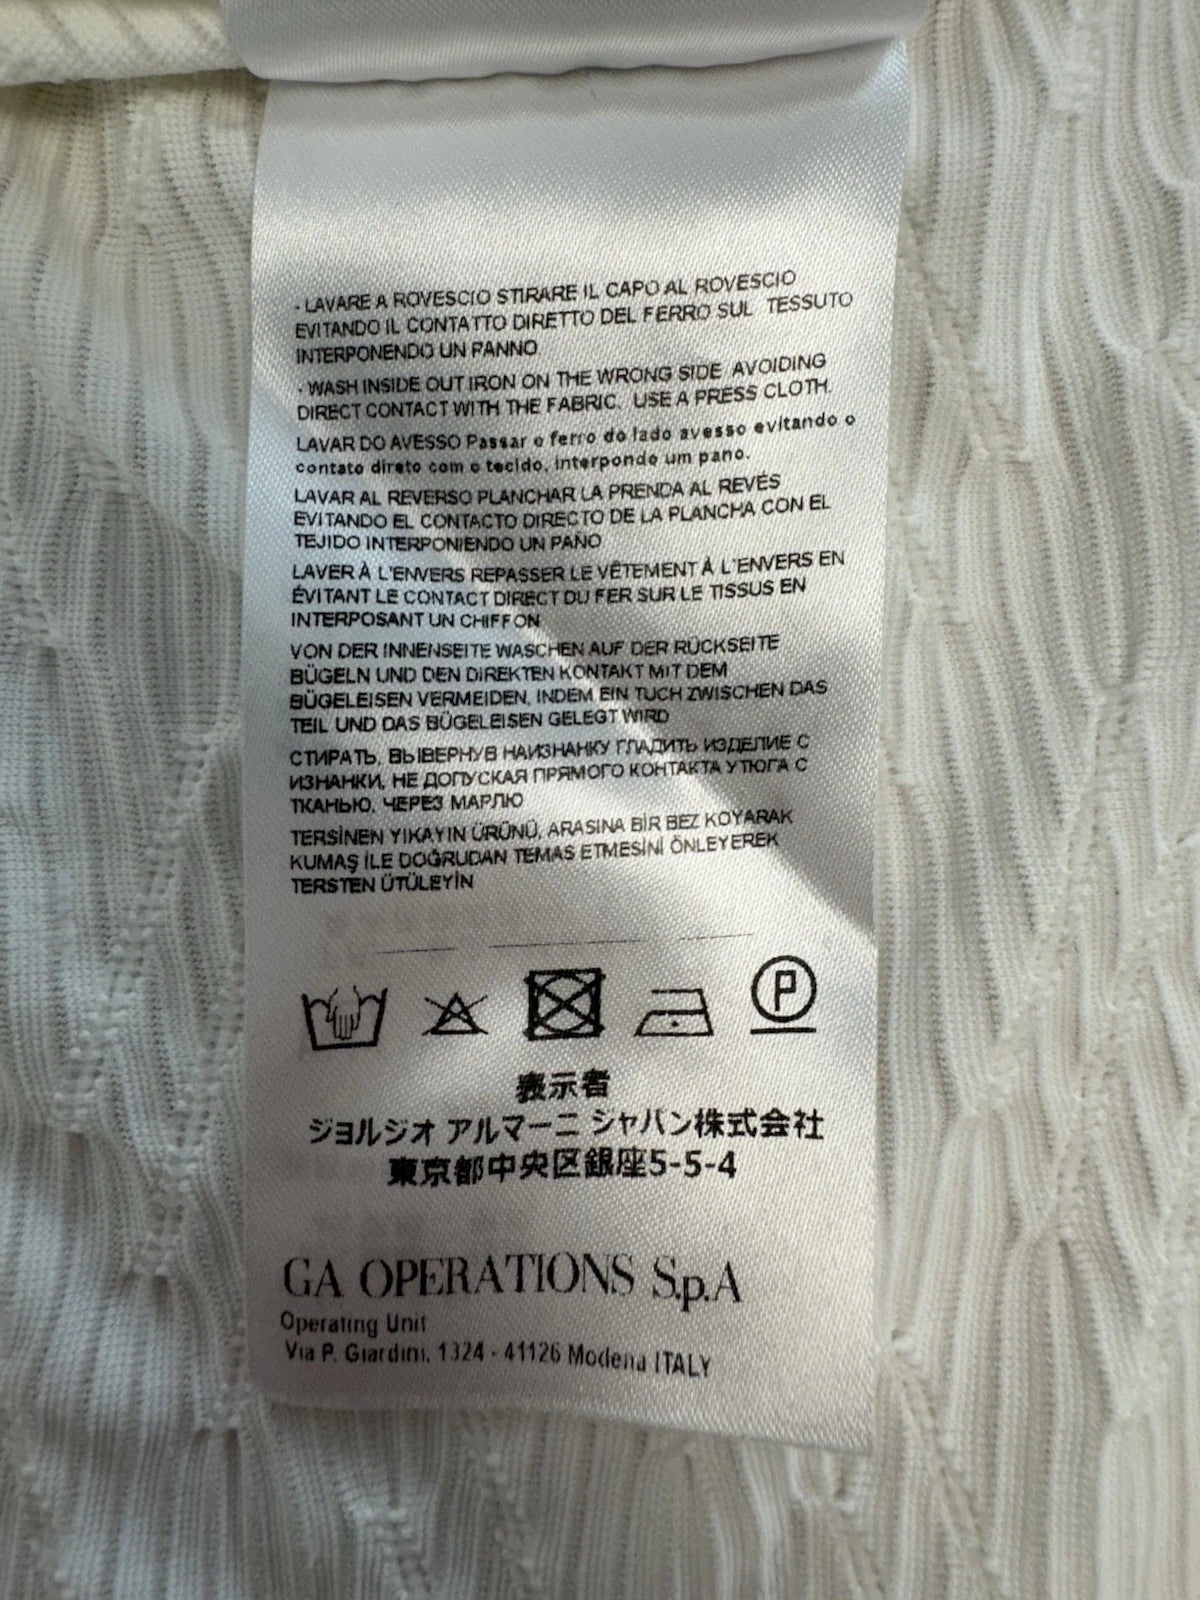 - LAVARE A ROVESCIO STIRARE IL CAPO AL ROVESCIO
EVITANDO IL CONTATTO DIRETTO DEL FERRO SUL TESSUTO
INTERPONENDO UN PANNO
- WASH INSIDE OUT IRON ON THE WRONG SIDE AVOIDING
DIRECT CONTACT WITH THE FABRIC. USE A PRESS CLOTH.
LAVAR DO AVESSO Passar o ferro do lado avesso evitando o
contato direto com o tecido, interpondo um pano.
LAVAR AL REVERSO PLANCHAR LA PRENDA AL REVÉS
EVITANDO EL CONTACTO DIRECTO DE LA PLANCHA CON EL
TEJIDO INTERPONIENDO UN PAÑO
LAVER À L'ENVERS REPASSER LE VÊTEMENT À L'ENVERS EN
ÉVITANT LE CONTACT DIRECT DU FER SUR LE TISSUS EN
INTERPOSANT UN CHIFFON
VON DER INNENSEITE WASCHEN AUF DER RÜCKSEITE
BÜGELN UND DEN DIREKTEN KONTAKT MIT DEM
BÜGELEISEN VERMEIDEN, INDEM EIN TUCH ZWISCHEN DAS
TEIL UND DAS BÜGELEISEN GELEGT WIRD
СТИРАТЬ, ВЫВЕРНУВ НАИЗНАНКУ ГЛАДИТЬ ИЗДЕЛИЕ С
ИЗНАНКИ, НЕ ДОПУСКАЯ ПРЯМОГО КОНТАКТА УТЮГА С
ТКАНЬЮ, ЧЕРЕЗ МАРЛЮ
TERSİNEN YIKAYIN ÜRÜNÜ, ARASINA BİR BEZ KOYARAK
KUMAŞ İLE DOĞRUDAN TEMAS ETMESİNİ ÖNLEYEREK
TERSTEN ÜTÜLEYİN
P
表示者
ジョルジオ アルマーニ ジャパン株式会社
東京都中央区銀座5-5-4
GA OPERATIONS S.p.A
Operating Unit
Via P. Giardini, 1324 - 41126 Modena ITALY